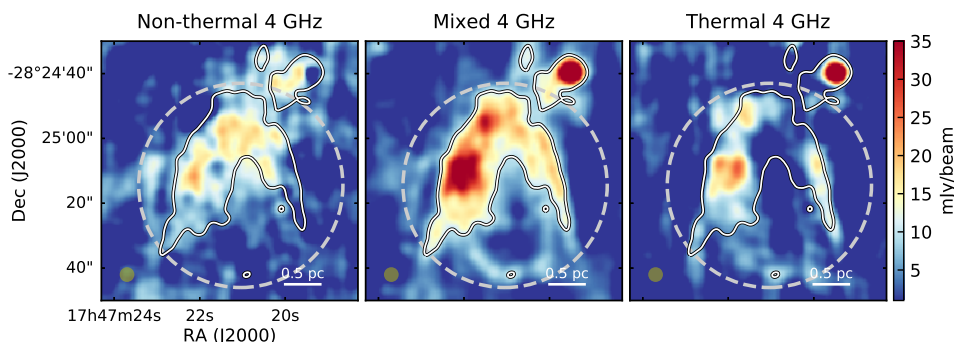 Non-thermal 4 GHz
Mixed 4 GHz
Thermal 4 GHz
Dec (J2000)
-28°24'40"
25'00"
20"
40"
0.5 pc
0.5 pc
0.5 pc
17h47m24s
22s
20s
RA (J2000)
35
30
25
20
15
10
5
mJy/beam